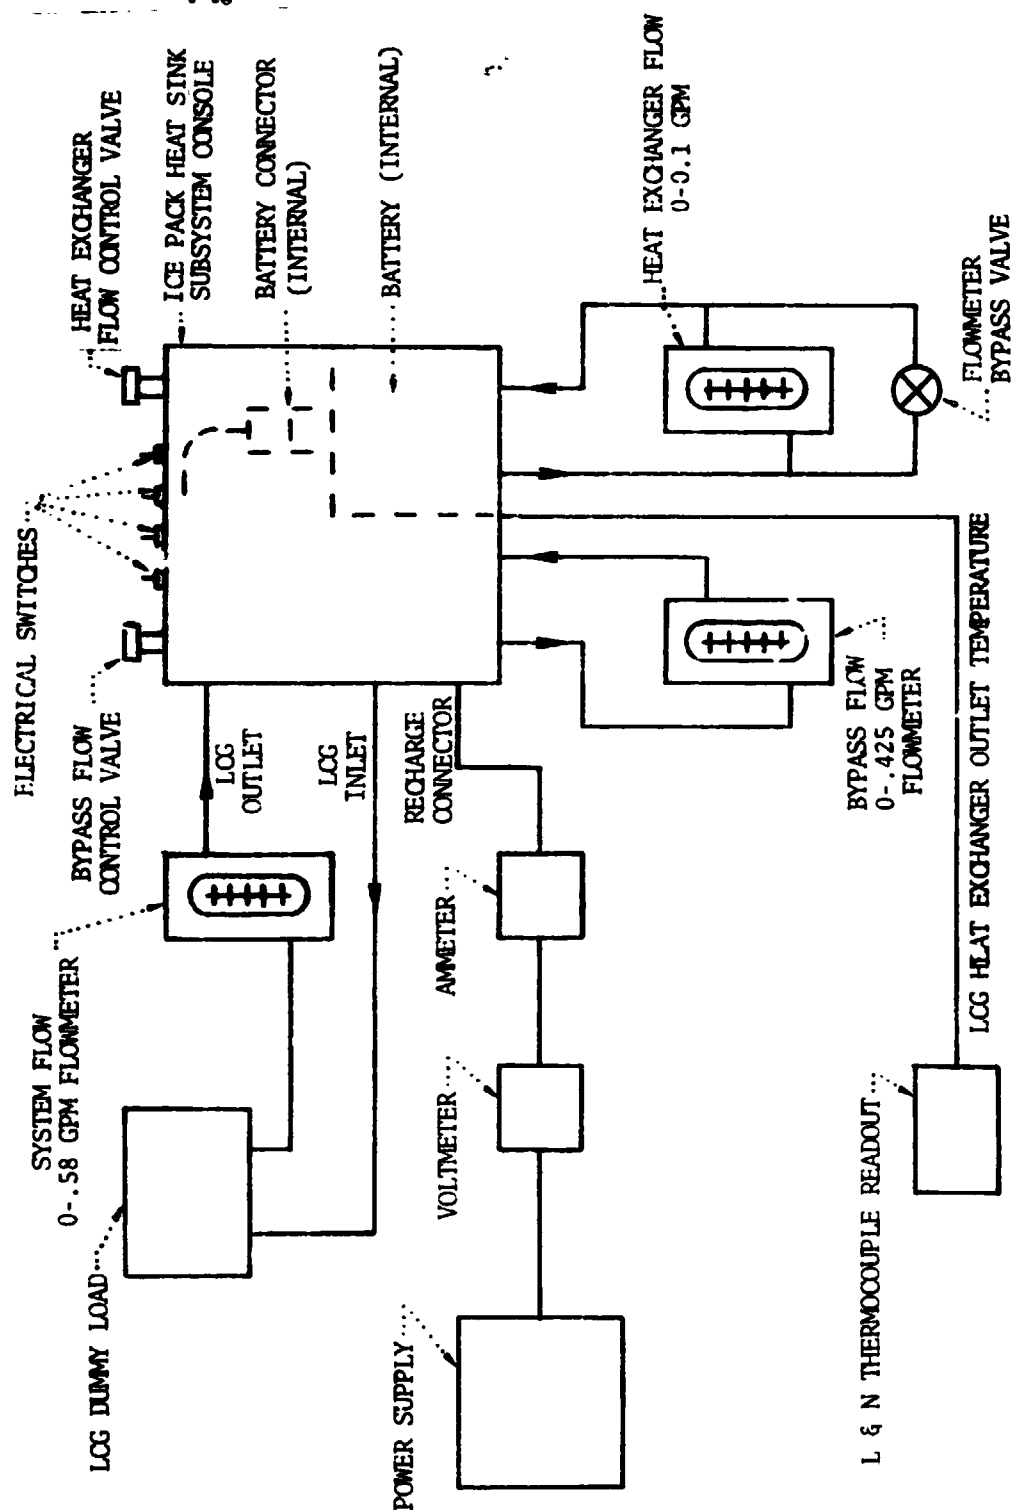 ELECTRICAL SWITCHES
HEAT EXCHANGER
FLOW CONTROL VALVE
ICE PACK HEAT SINK
SUBSYSTEM CONSOLE
BATTERY CONNECTOR
(INTERNAL)
BATTERY (INTERNAL)
BYPASS FLOW
CONTROL VALVE
SYSTEM FLOW
0-.58 GPM FLOWMETER
LCG DUMMY LOAD
LCG
OUTLET
LCG
INLET
RECHARGE
CONNECTOR
AMMETER
VOLTMETER
POWER SUPPLY
HEAT EXCHANGER FLOW
0-0.1 GPM
FLOWMETER
BYPASS VALVE
BYPASS FLOW
0-.425 GPM
FLOWMETER
LCG HEAT EXCHANGER OUTLET TEMPERATURE
L & N THERMOCOUPLE READOUT